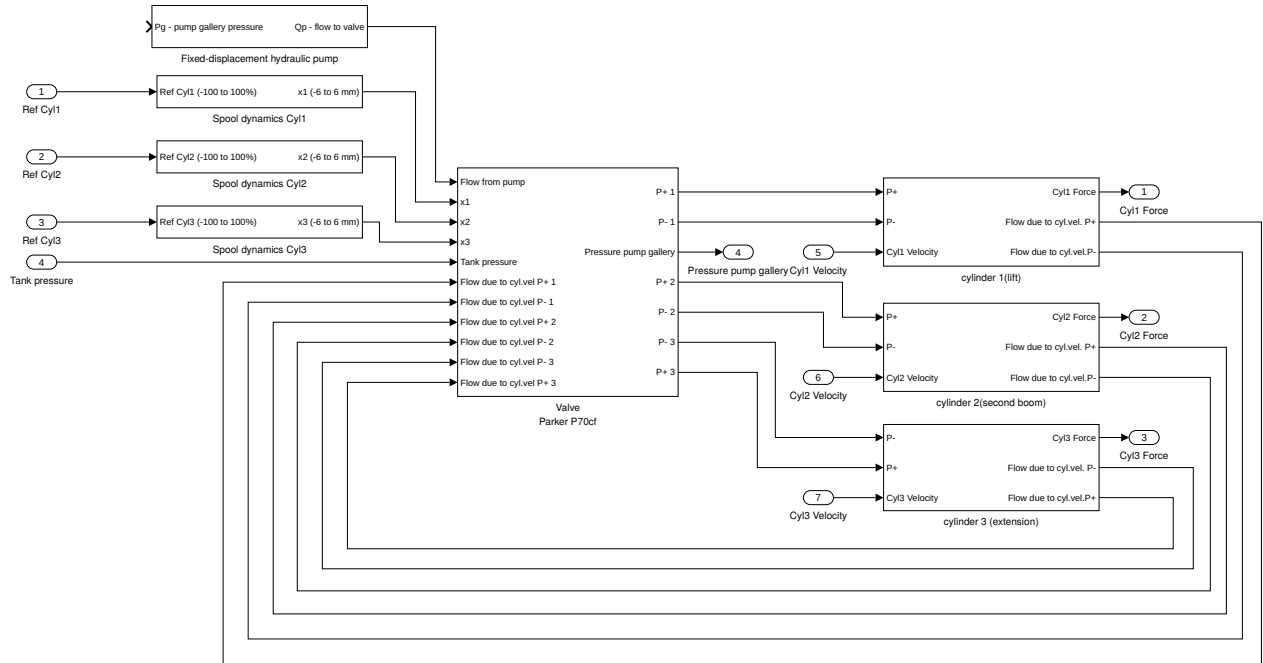 Pg - pump gallery pressure
Qp - flow to valve
Fixed-displacement hydraulic pump
1
Ref Cyl1
Ref Cyl1 (-100 to 100%)
x1 (-6 to 6 mm)
Spool dynamics Cyl1
2
Ref Cyl2
Ref Cyl2 (-100 to 100%)
x2 (-6 to 6 mm)
Spool dynamics Cyl2
3
Ref Cyl3
Ref Cyl3 (-100 to 100%)
x3 (-6 to 6 mm)
Spool dynamics Cyl3
4
Tank pressure
Flow from pump
x1
x2
x3
Tank pressure
Flow due to cyl.vel P+ 1
Flow due to cyl.vel P- 1
Flow due to cyl.vel P+ 2
Flow due to cyl.vel P- 2
Flow due to cyl.vel P- 3
Flow due to cyl.vel P+ 3
P+ 1
P- 1
Pressure pump gallery
P+ 2
P- 2
P- 3
P+ 3
Valve
Parker P70cf
4
Pressure pump gallery
5
Cyl1 Velocity
P+
P-
Cyl1 Velocity
Cyl1 Force
Flow due to cyl.vel. P+
Flow due to cyl.vel.P-
cylinder 1(lift)
1
Cyl1 Force
6
Cyl2 Velocity
P+
P-
Cyl2 Velocity
Cyl2 Force
Flow due to cyl.vel. P+
Flow due to cyl.vel.P-
cylinder 2(second boom)
2
Cyl2 Force
7
Cyl3 Velocity
P-
P+
Cyl3 Velocity
Cyl3 Force
Flow due to cyl.vel. P-
Flow due to cyl.vel.P+
cylinder 3 (extension)
3
Cyl3 Force